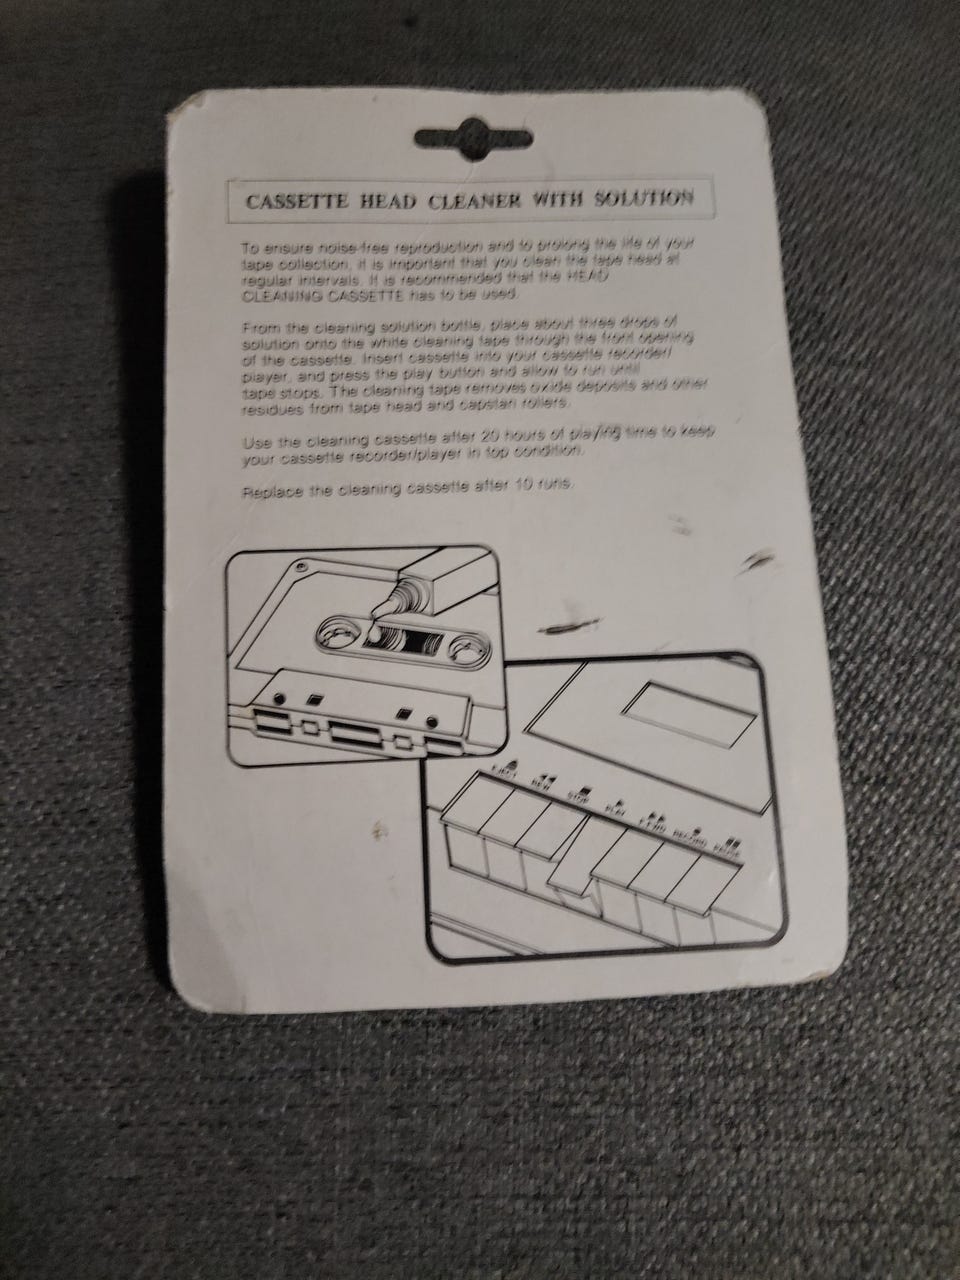 CASSETTE HEAD CLEANER WITH SOLUTION
To ensure noise-free reproduction and to prolong the life of your
tape collection, it is important that you clean the tape head at
regular intervals. It is recommended that the HEAD
CLEANING CASSETTE has to be used.
From the cleaning solution bottle, place about three drops of
solution onto the white cleaning tape through the front opening
of the cassette. Insert cassette into your cassette recorder/
player, and press the play button and allow to run until
tape stops. The cleaning tape removes oxide deposits and other
residues from tape head and capstan rollers.
Use the cleaning cassette after 20 hours of playing time to keep
your cassette recorder/player in top condition.
Replace the cleaning cassette after 10 runs.
EJECT REW STOP PLAY F.FWD RECORD PAUSE